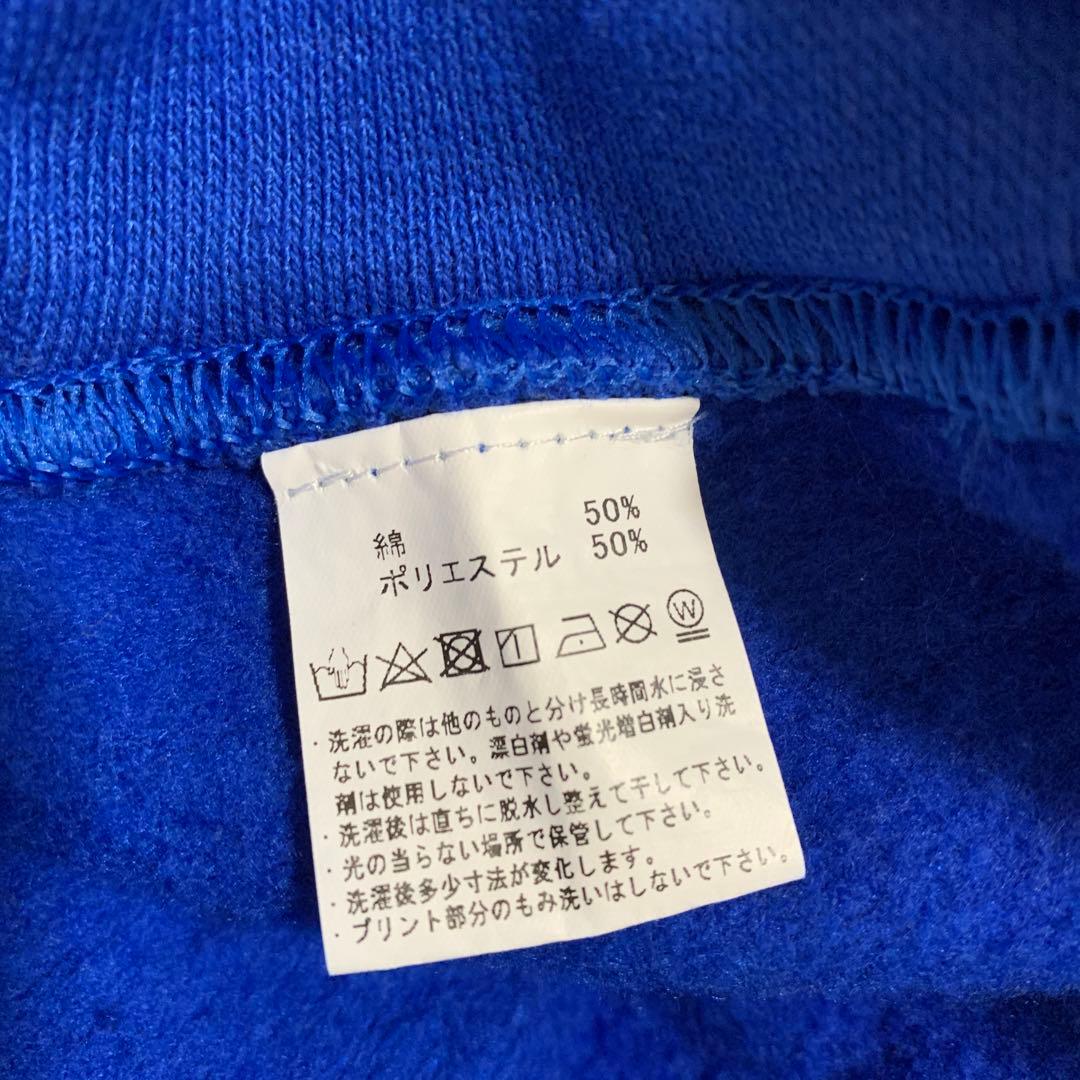 綿 50%
ポリエステル 50%
W
・洗濯の際は他のものと分け長時間水に浸さ
ないで下さい。漂白剤や蛍光増白剤入り洗
剤は使用しないで下さい。
・洗濯後は直ちに脱水し整えて干して下さい。
・光の当らない場所で保管して下さい。
・洗濯後多少寸法が変化します。
・プリント部分のもみ洗いはしないで下さい。